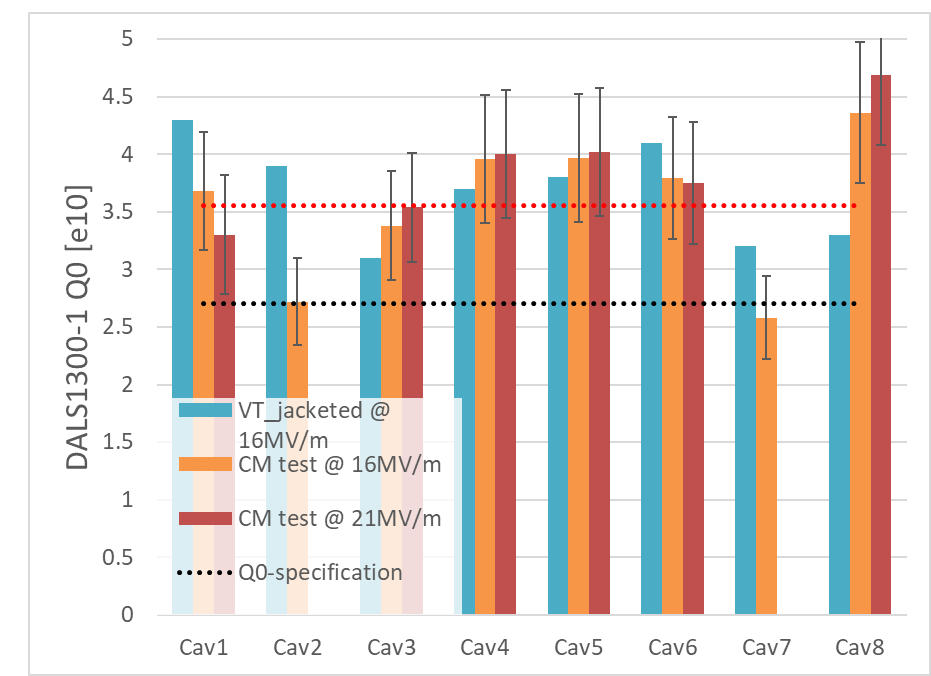 DALS1300-1 Q0 [e10]
5
4.5
4
3.5
3
2.5
2
1.5
1
0.5
0
VT_jacketed @
16MV/m
CM test @ 16MV/m
CM test @ 21MV/m
Q0-specification
Cav1 Cav2 Cav3 Cav4 Cav5 Cav6 Cav7 Cav8